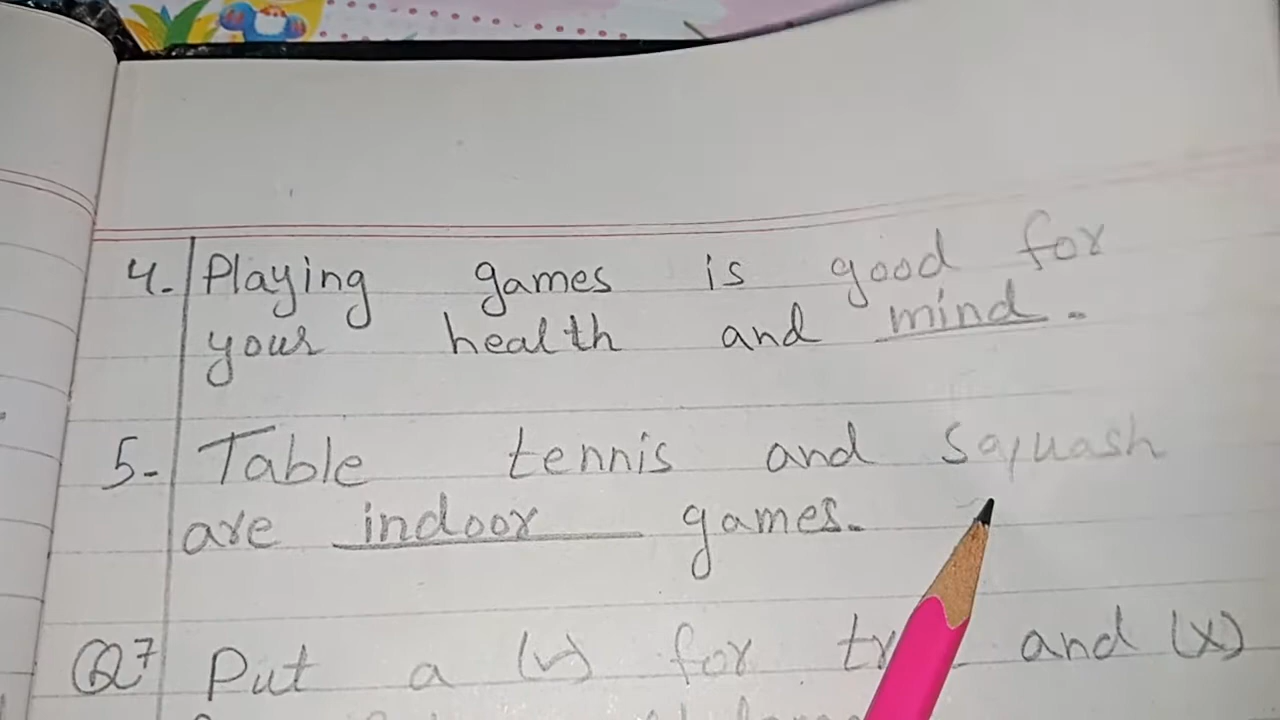 4. Playing games is good for
your health and mind.
5- Table tennis and Squash
are indoor games.
Q7 Put a (✓) for and (x)